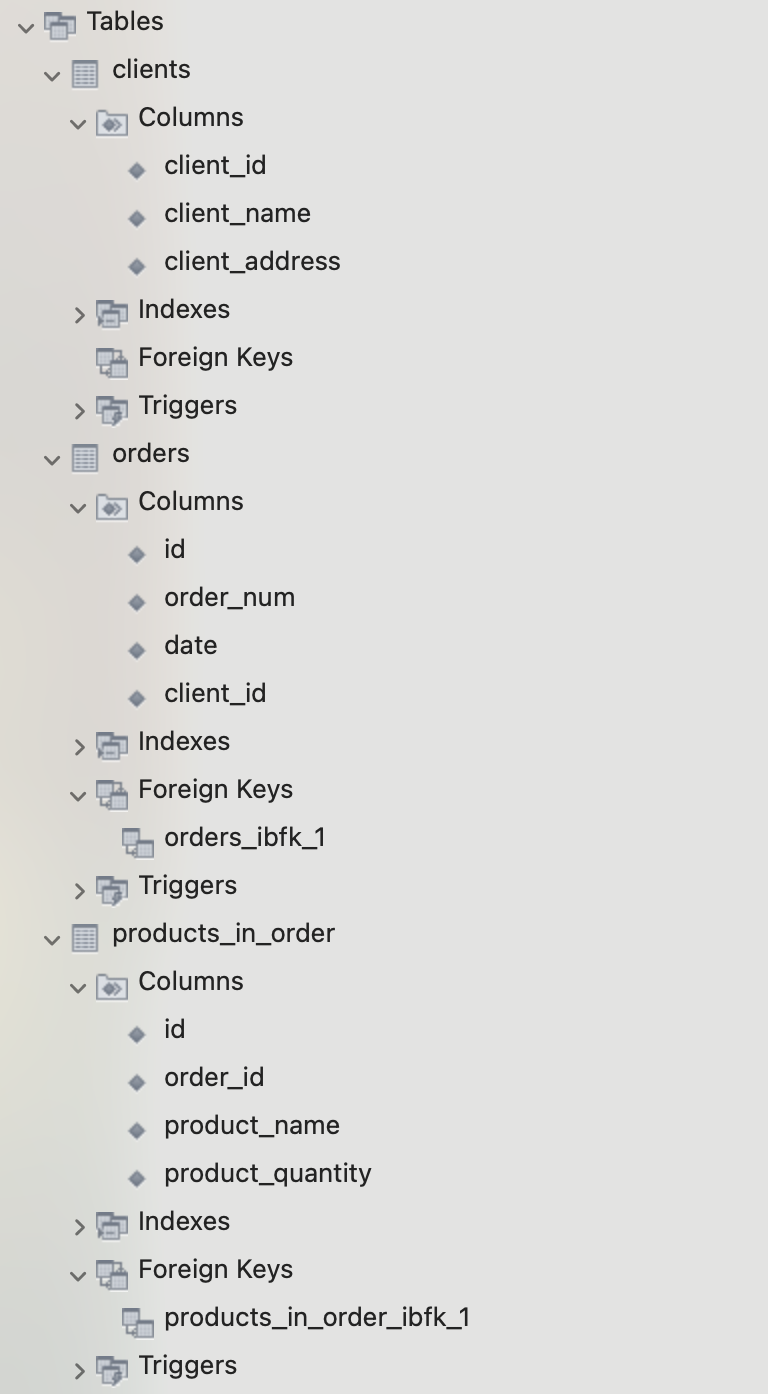 Tables
clients
Columns
client_id
client_name
client_address
Indexes
Foreign Keys
Triggers
orders
Columns
id
order_num
date
client_id
Indexes
Foreign Keys
orders_ibfk_1
Triggers
products_in_order
Columns
id
order_id
product_name
product_quantity
Indexes
Foreign Keys
products_in_order_ibfk_1
Triggers